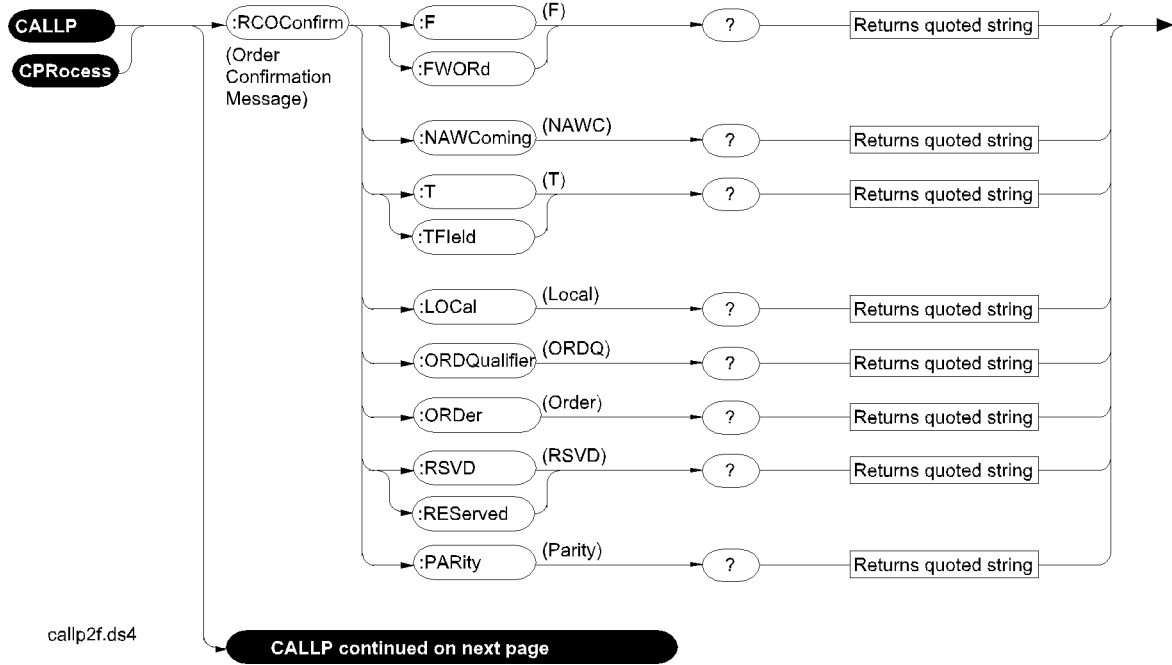 CALLP
:RCOConfirm
:F
(F)
?
Returns quoted string
CPRocess
(Order
Confirmation
Message)
:FWORd
:NAWComing
(NAWC)
?
Returns quoted string
:T
(T)
?
Returns quoted string
:TFIeld
:LOCal
(Local)
?
Returns quoted string
:ORDQualifier
(ORDQ)
?
Returns quoted string
:ORDer
(Order)
?
Returns quoted string
:RSVD
(RSVD)
?
Returns quoted string
:REServed
:PARity
(Parity)
?
Returns quoted string
callp2f.ds4
CALLP continued on next page